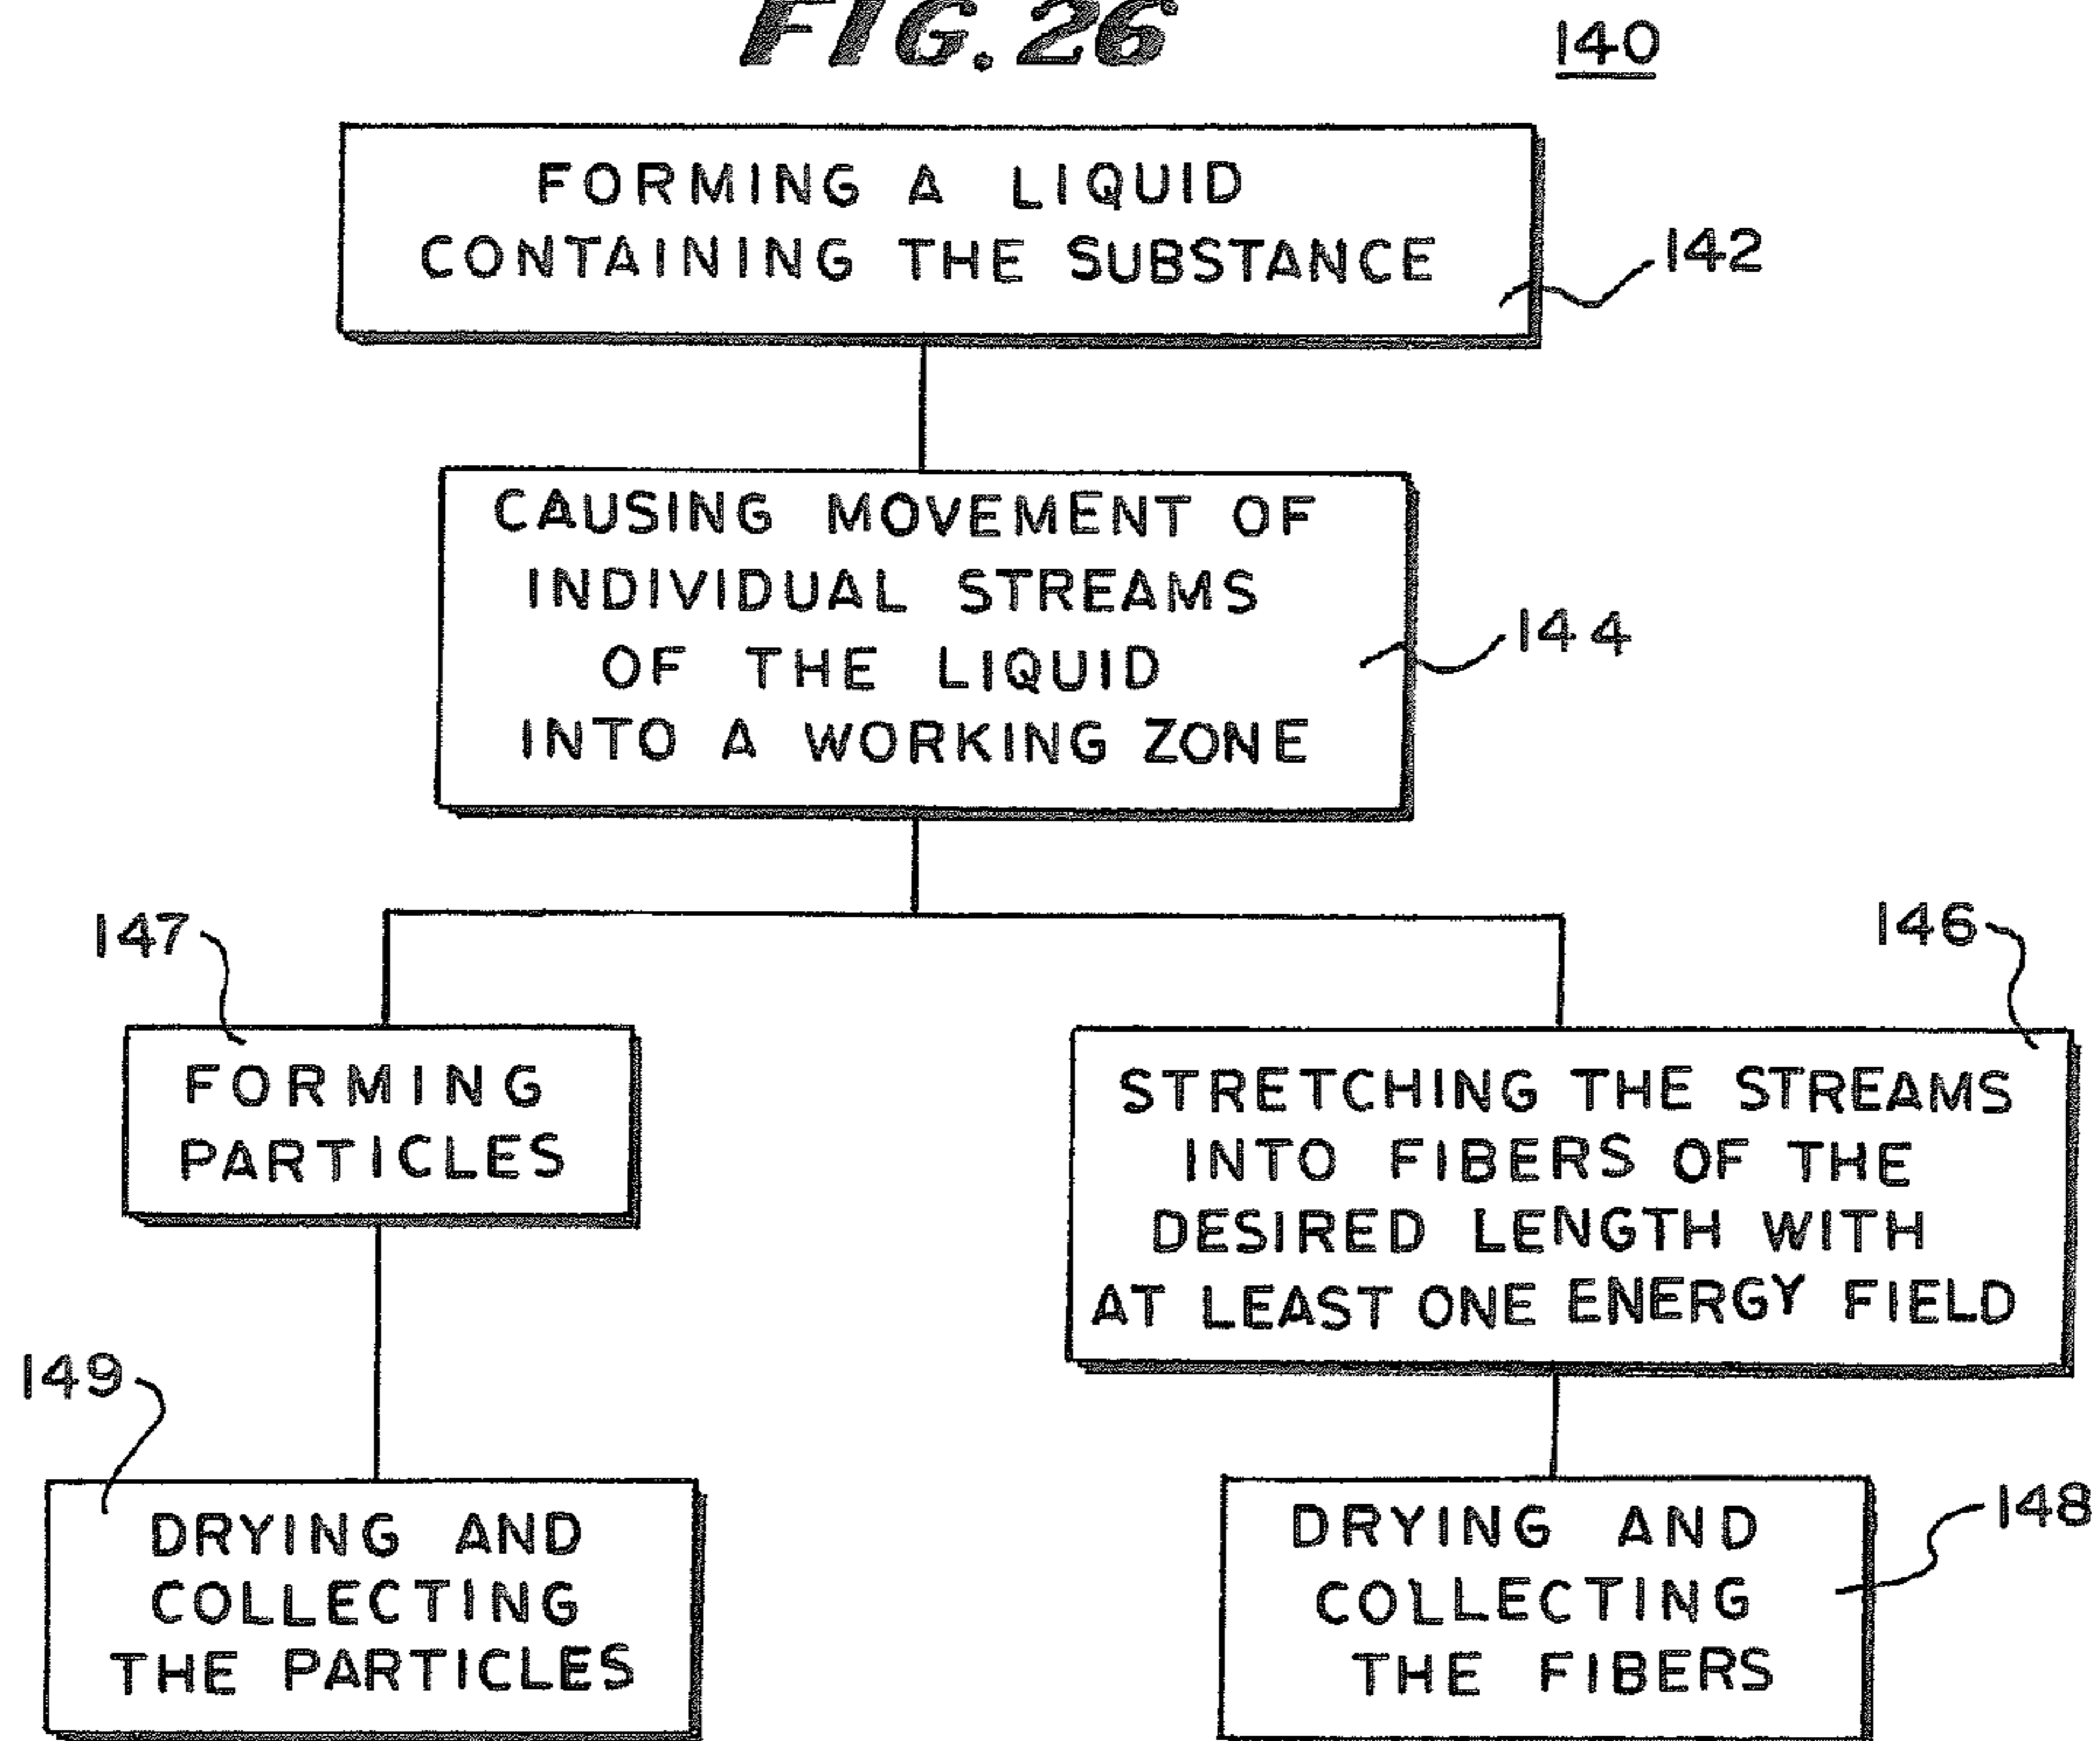 FIG. 26
140
FORMING A LIQUID
CONTAINING THE SUBSTANCE
142
CAUSING MOVEMENT OF
INDIVIDUAL STREAMS
OF THE LIQUID
INTO A WORKING ZONE
144
147
FORMING
PARTICLES
146
STRETCHING THE STREAMS
INTO FIBERS OF THE
DESIRED LENGTH WITH
AT LEAST ONE ENERGY FIELD
149
DRYING AND
COLLECTING
THE PARTICLES
DRYING AND
COLLECTING
THE FIBERS
148